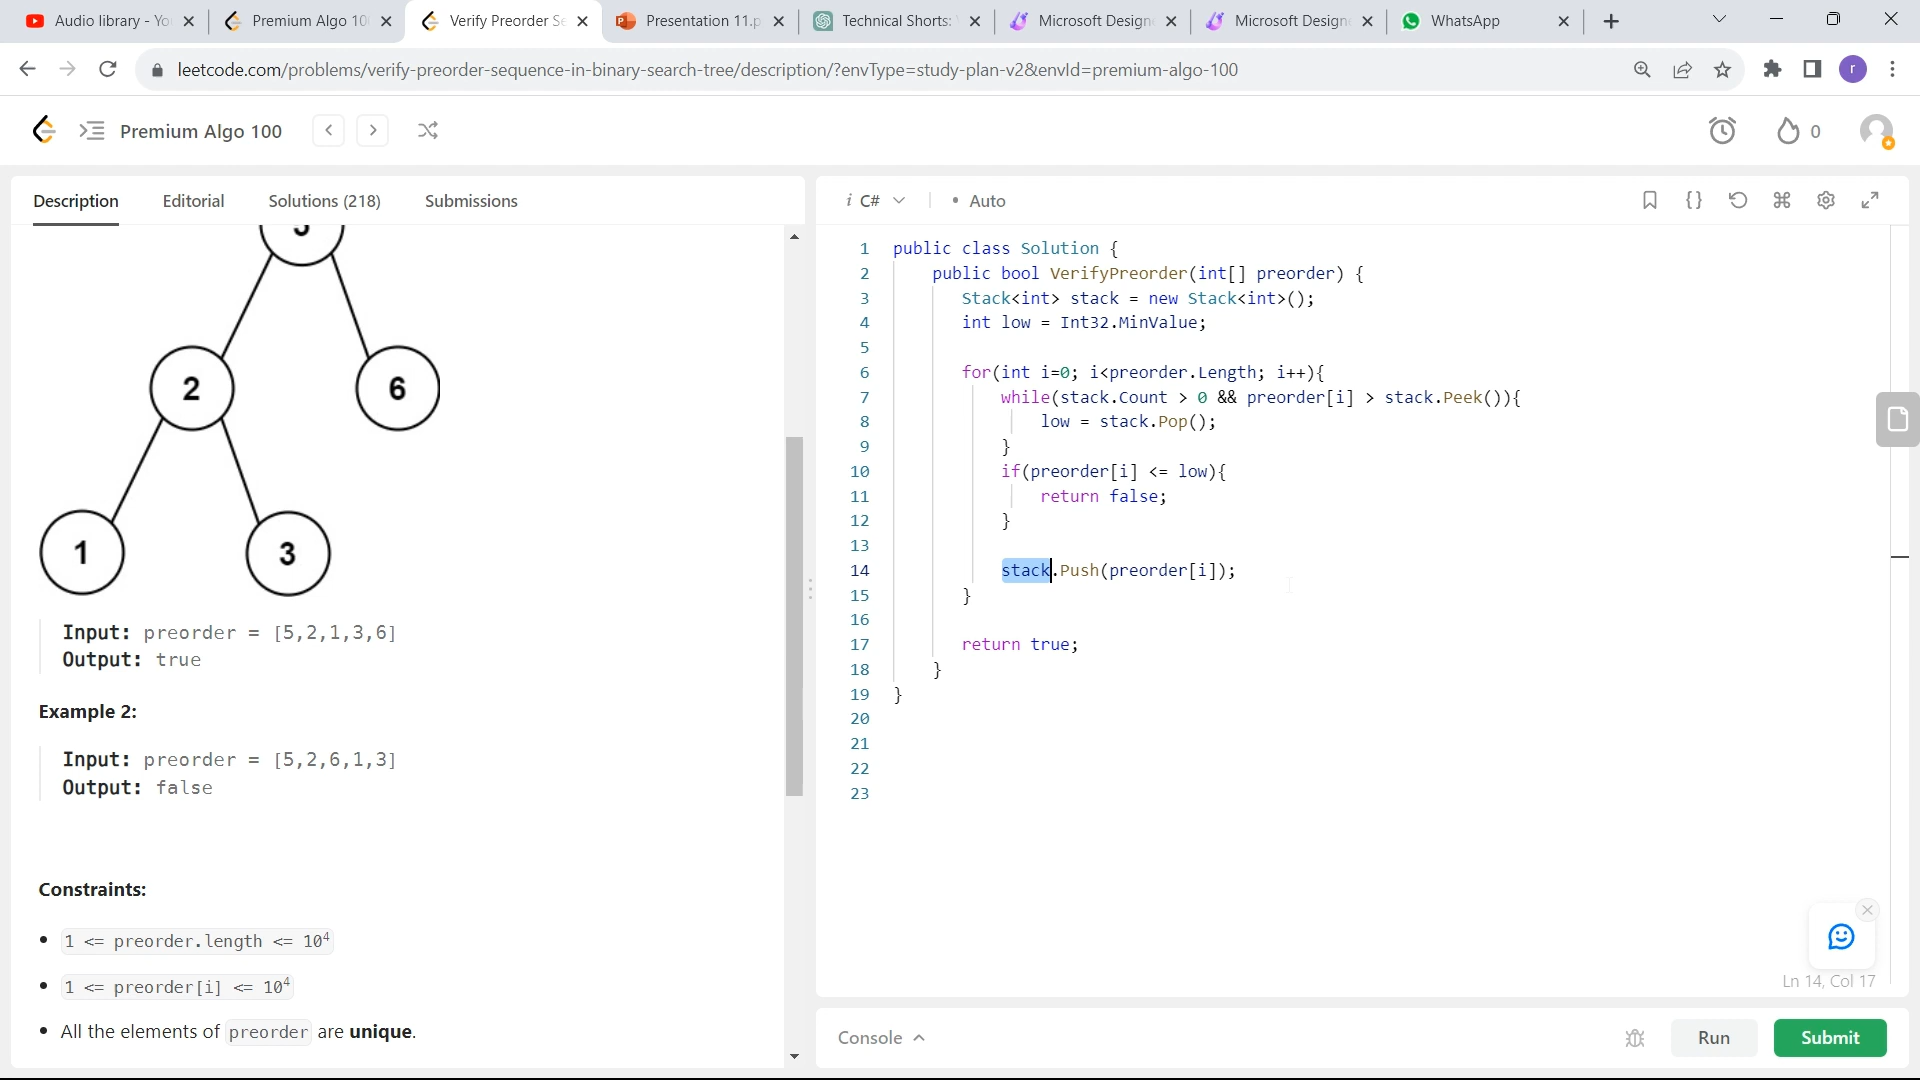 Audio library - Yo
Premium Algo 10
Verify Preorder Se
Presentation 11.p
Technical Shorts:
Microsoft Design
Microsoft Design
WhatsApp
leetcode.com/problems/verify-preorder-sequence-in-binary-search-tree/description/?envType=study-plan-v2&envId=premium-algo-100
r
Premium Algo 100
0
Description Editorial Solutions (218) Submissions
2
6
1
3
Input: preorder = [5,2,1,3,6]
Output: true
Example 2:
Input: preorder = [5,2,6,1,3]
Output: false
Constraints:
1 <= preorder.length <= 10⁴
1 <= preorder[i] <= 10⁴
All the elements of preorder are unique.
i C# • Auto
1 public class Solution {
2 public bool VerifyPreorder(int[] preorder) {
3 Stack<int> stack = new Stack<int>();
4 int low = Int32.MinValue;
5
6 for(int i=0; i<preorder.Length; i++){
7 while(stack.Count > 0 && preorder[i] > stack.Peek()){
8 low = stack.Pop();
9 }
10 if(preorder[i] <= low){
11 return false;
12 }
13
14 stack.Push(preorder[i]);
15 }
16
17 return true;
18 }
19 }
20
21
22
23
Ln 14, Col 17
Console
Run
Submit